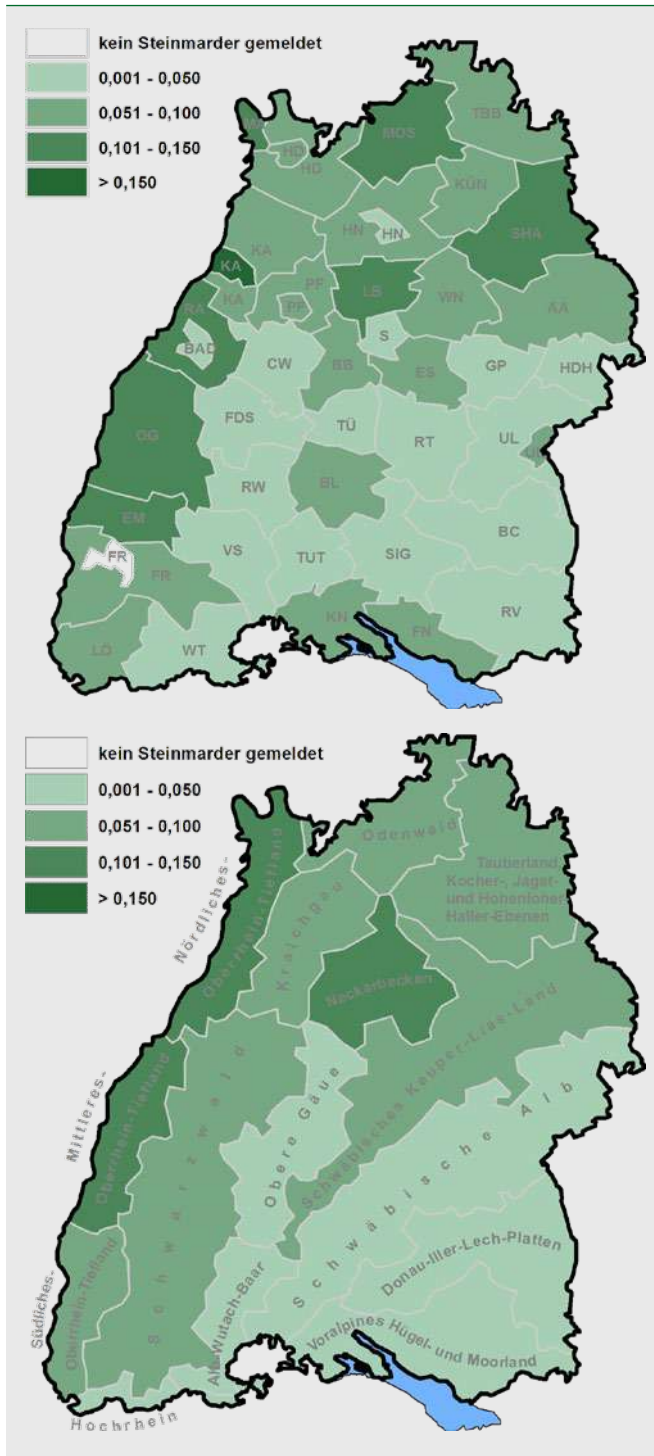 kein Steinmarder gemeldet
0,001 - 0,050
0,051 - 0,100
0,101 - 0,150
> 0,150
TBB
MOS
MA
HD
HD
KÜN
SHA
HN
HN
KA
KA
KA
PF
PF
LB
WN
AA
RA
BAD
CW
S
BB
ES
GP
HDH
FDS
TÜ
RT
UL
UL
OG
RW
BL
EM
BC
FR
FR
VS
TUT
SIG
LÖ
WT
KN
FN
RV
kein Steinmarder gemeldet
0,001 - 0,050
0,051 - 0,100
0,101 - 0,150
> 0,150
Odenwald
Tauberland,
Kocher-, Jagst-
und Hohenloher-
Haller-Ebenen
Nördliches-
Oberrhein-Tiefland
Kraichgau
Neckarbecken
Schwäbisches Keuper-Lias-Land
Mittleres-
Oberrhein-Tiefland
Schwarzwald
Obere Gäue
Schwäbische Alb
Donau-Iller-Lech-Platten
Südliches-
Oberrhein-Tiefland
Alb-Wutach-Baar
Voralpines Hügel- und Moorland
Hochrhein